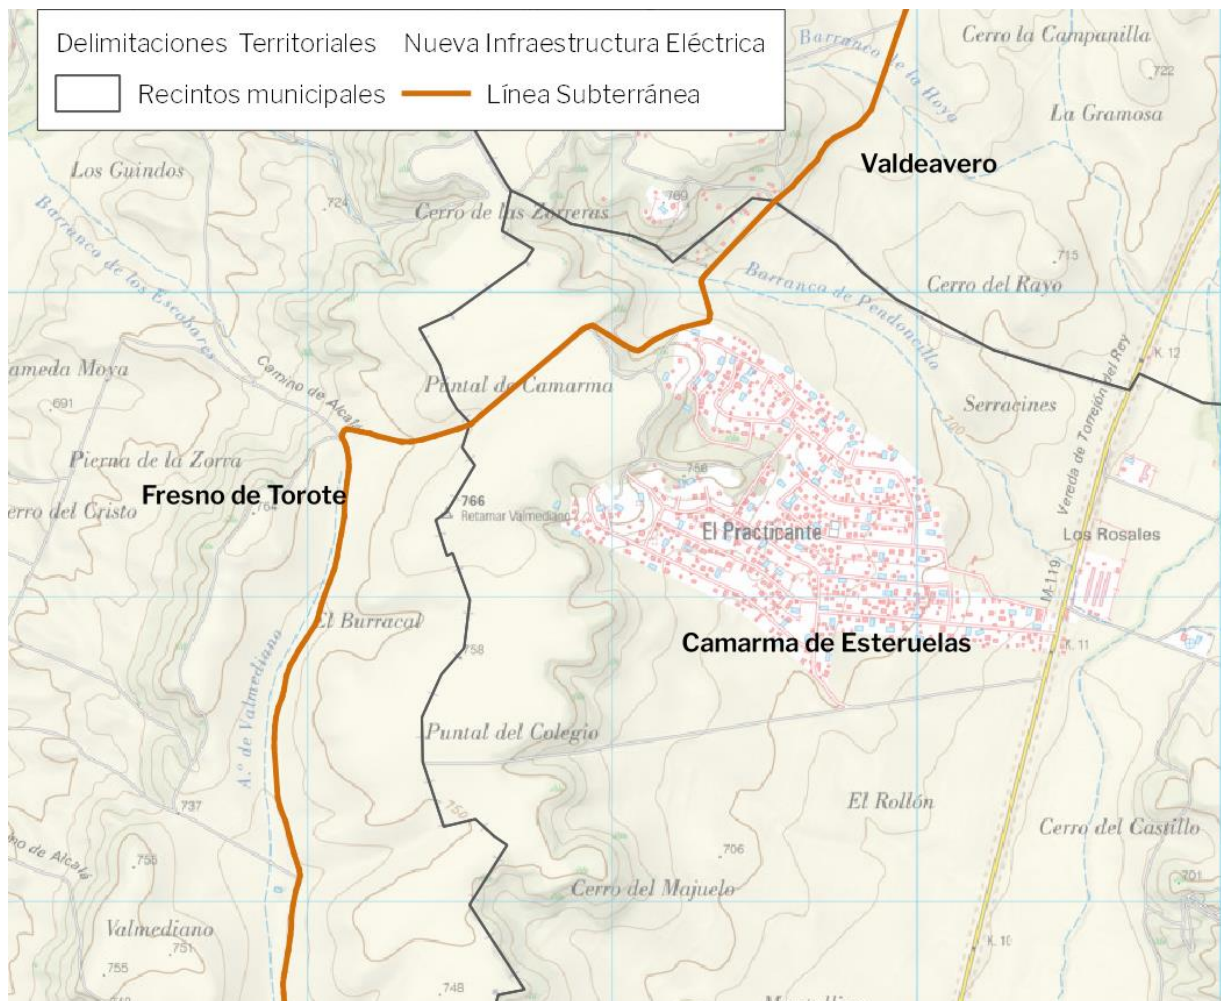 Delimitaciones Territoriales
Nueva Infraestructura Eléctrica
Recintos municipales
Línea Subterránea
Cerro la Campanilla
Barranco de la Hoya
722
La Gramosa
Valdeavero
Los Guindos
724
Cerro de las Zorreras
Barranco de los Escobares
715
Barranco de Pendoncillo
Cerro del Rayo
K. 12
ameda Moya
Camino de Alcalá
Puntal de Camarma
691
Serracines
700
Vereda de Torrejón del Rey
Pierna de la Zorra
Fresno de Torote
764
erro del Cristo
766
Retamar Valmediano
El Practicante
Los Rosales
M-119
El Burracal
Camarma de Esteruelas
K. 11
758
A.º de Valmediano
Puntal del Colegio
737
750
El Rollón
Cerro del Castillo
no de Alcalá
706
701
Cerro del Majuelo
Valmediano
751
K. 10
755
748